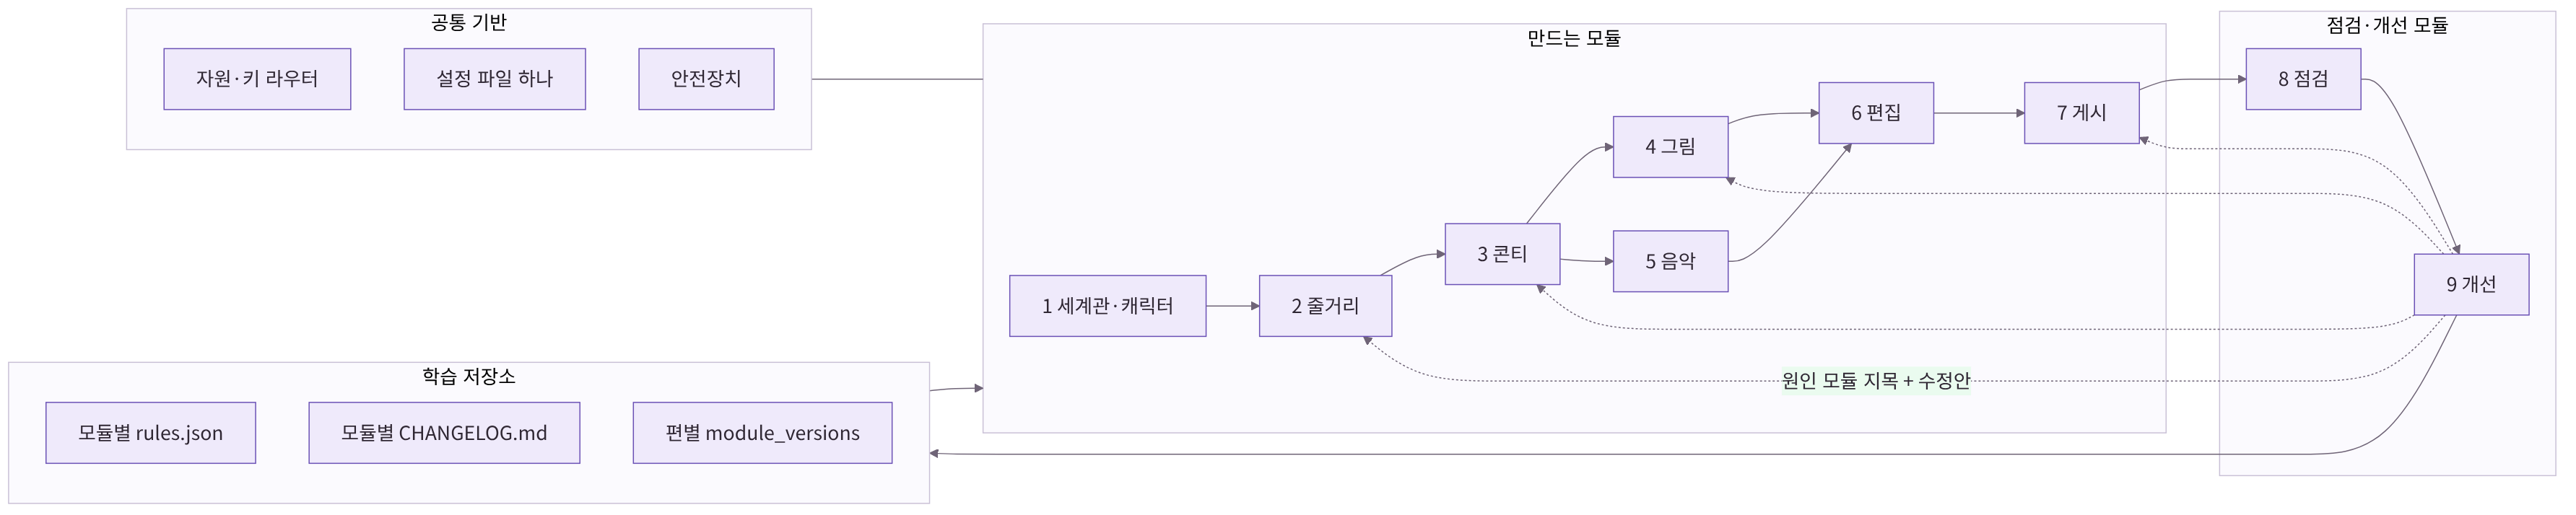 공통 기반
자원·키 라우터
설정 파일 하나
안전장치
학습 저장소
모듈별 rules.json
모듈별 CHANGELOG.md
편별 module_versions
만드는 모듈
1 세계관·캐릭터
2 줄거리
3 콘티
4 그림
5 음악
6 편집
7 게시
원인 모듈 지목 + 수정안
점검·개선 모듈
8 점검
9 개선